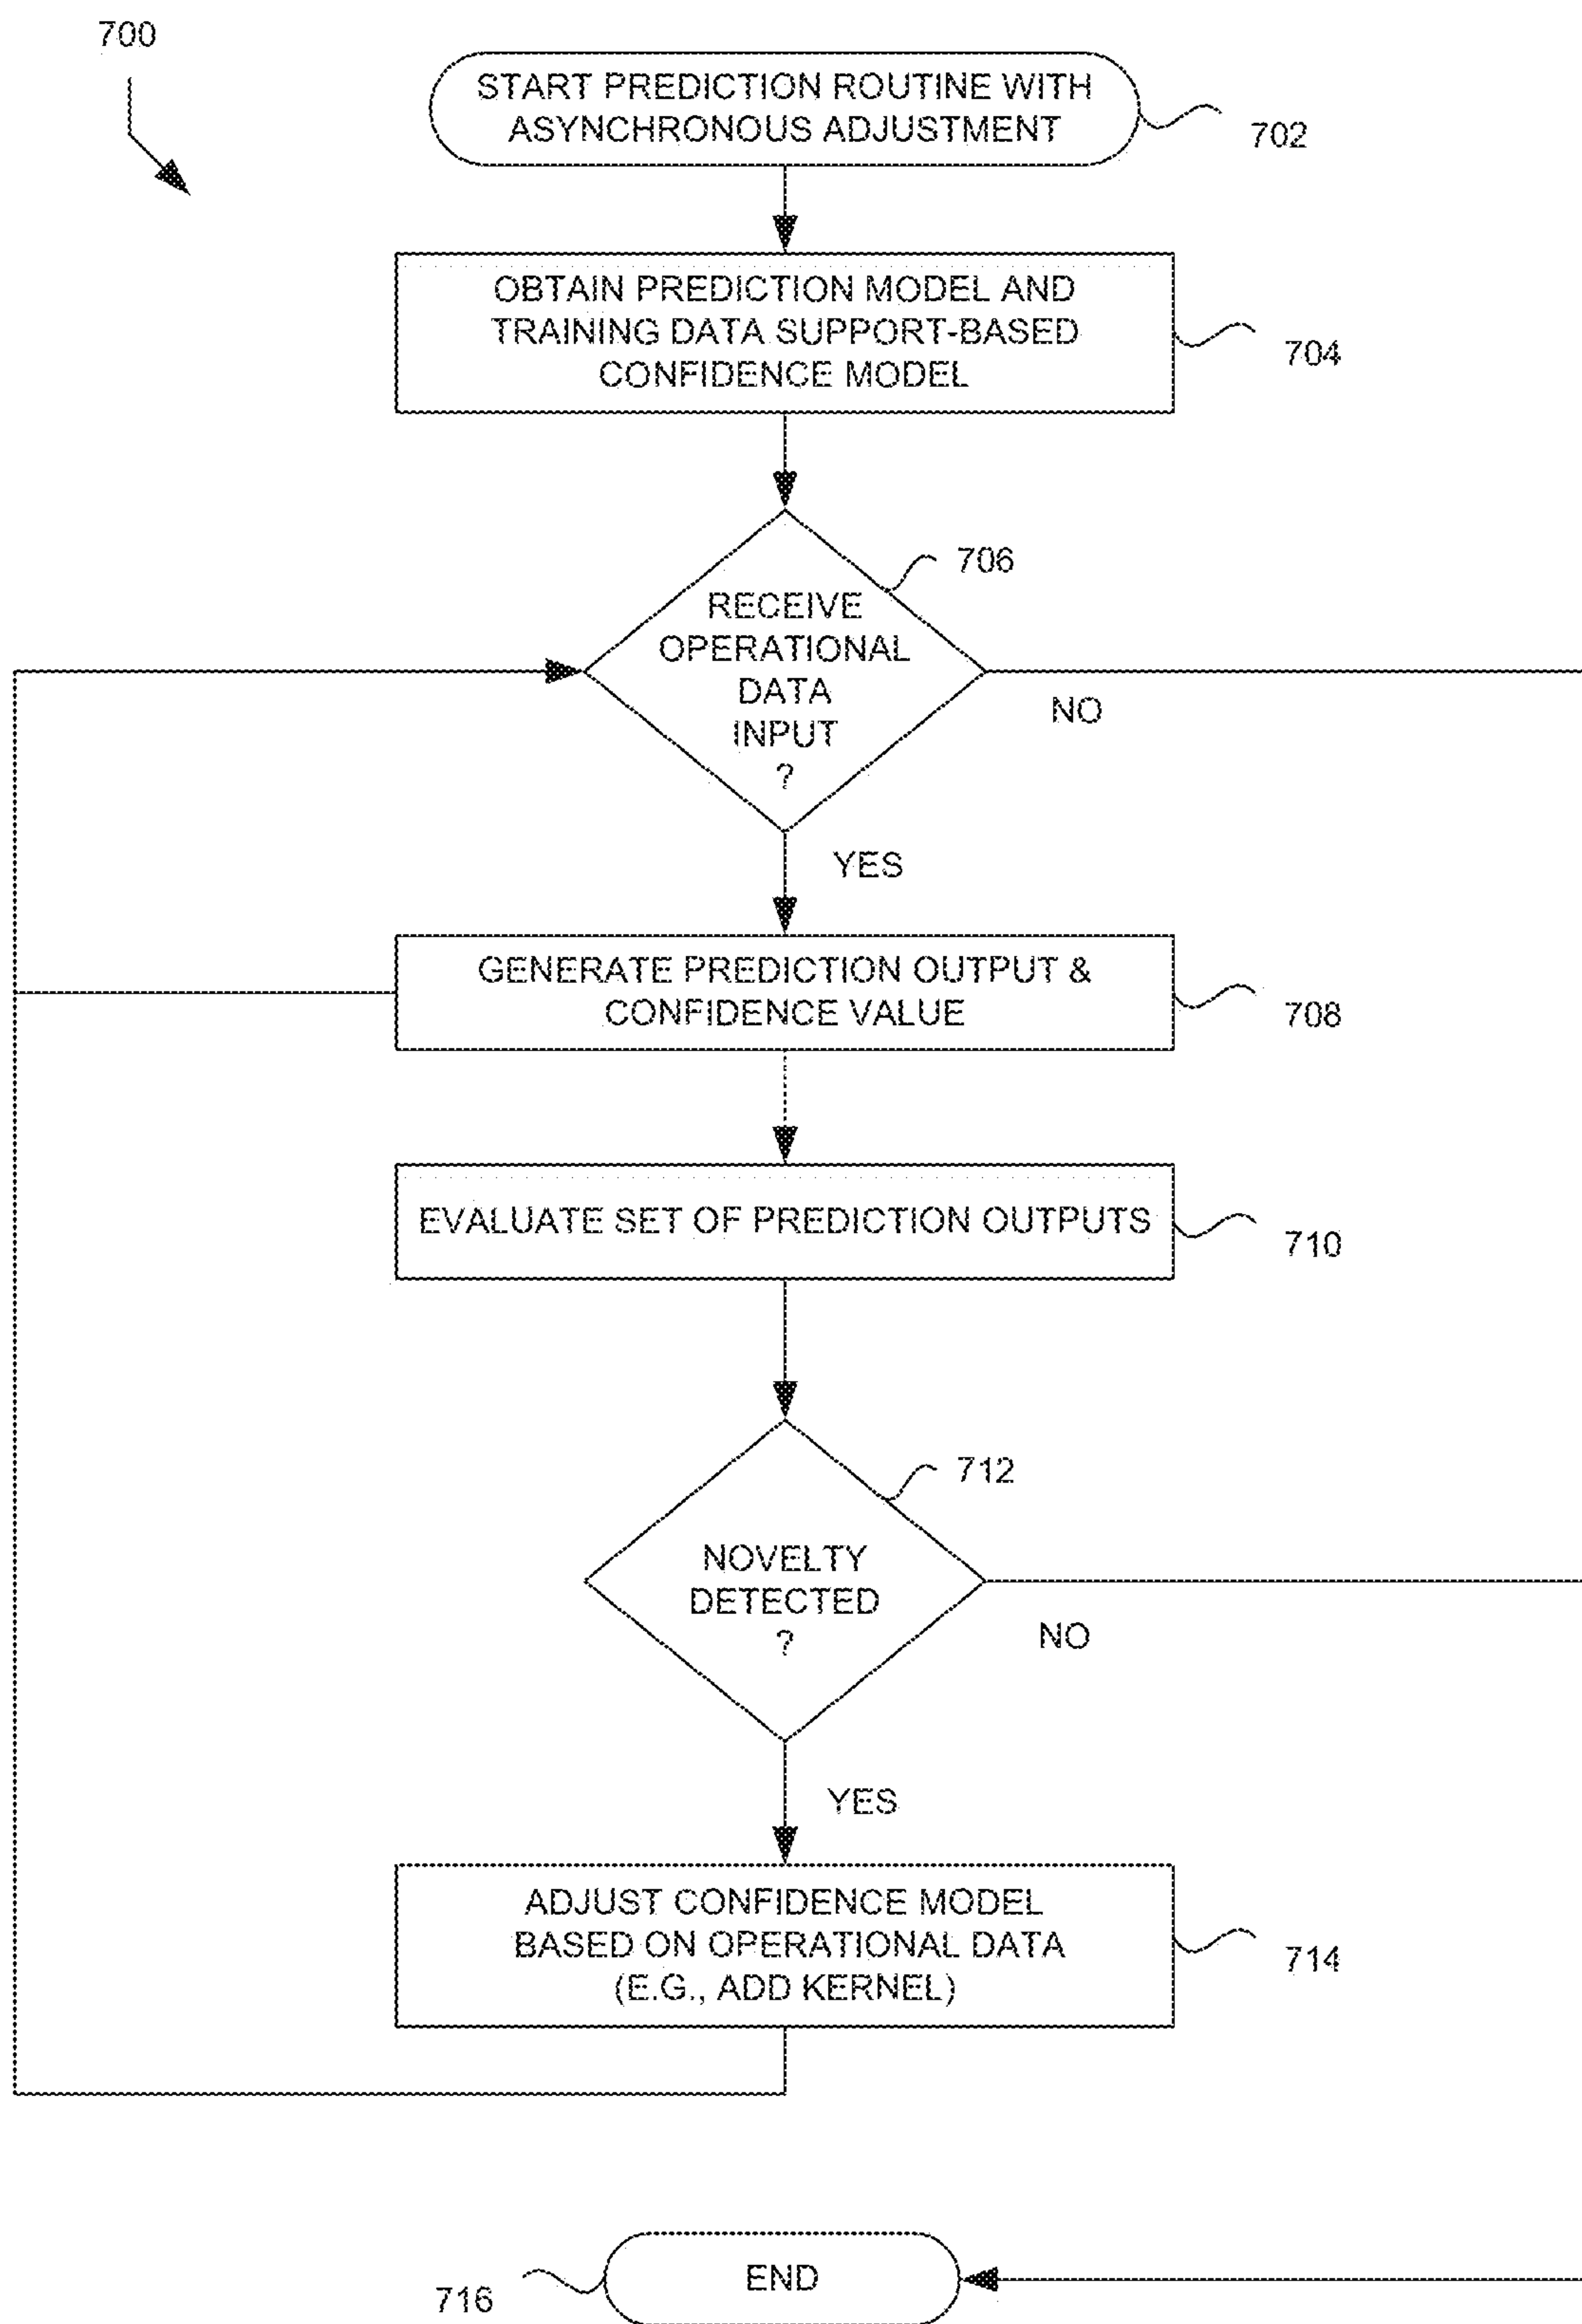 700
START PREDICTION ROUTINE WITH
ASYNCHRONOUS ADJUSTMENT
702
OBTAIN PREDICTION MODEL AND
TRAINING DATA SUPPORT-BASED
CONFIDENCE MODEL
704
706
RECEIVE
OPERATIONAL
DATA
INPUT
?
NO
YES
GENERATE PREDICTION OUTPUT &
CONFIDENCE VALUE
708
EVALUATE SET OF PREDICTION OUTPUTS
710
712
NOVELTY
DETECTED
?
NO
YES
ADJUST CONFIDENCE MODEL
BASED ON OPERATIONAL DATA
(E.G., ADD KERNEL)
714
END
716